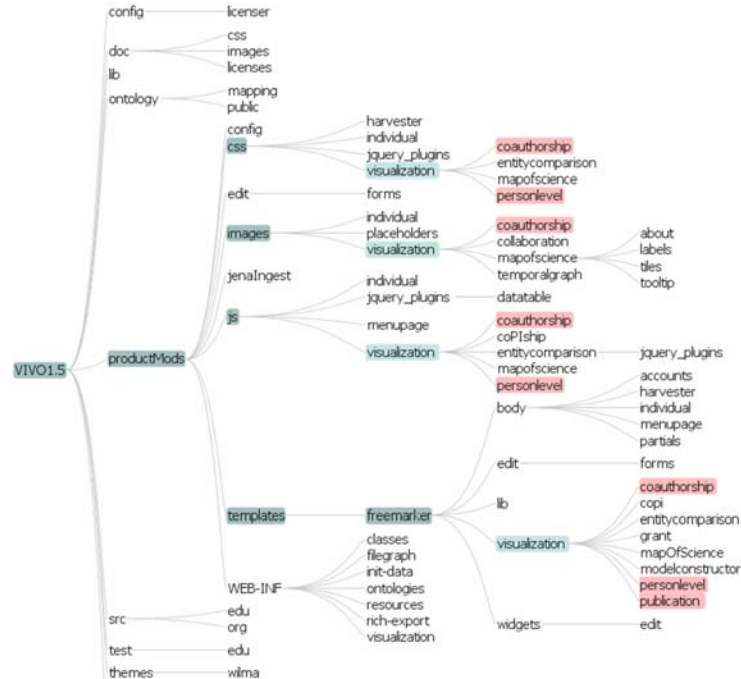 config
licenser
css
doc
images
licenses
lib
mapping
ontology
public
config
harvester
css
individual
coauthorship
jquery_plugins
entitycomparison
visualization
mapofscience
personlevel
edit
forms
individual
coauthorship
images
placeholders
collaboration
about
visualization
mapofscience
labels
temporalgraph
tiles
tooltip
jenaIngest
individual
jquery_plugins
datatable
js
coauthorship
menupage
coPIship
visualization
entitycomparison
jquery_plugins
VIVO1.5
productMods
mapofscience
personlevel
accounts
harvester
body
individual
menupage
partials
edit
forms
coauthorship
lib
copi
templates
freemarker
entitycomparison
visualization
grant
classes
mapOfScience
filegraph
modelconstructor
init-data
personlevel
WEB-INF
ontologies
publication
resources
edu
rich-export
src
org
visualization
widgets
edit
test
edu
themes
wilma